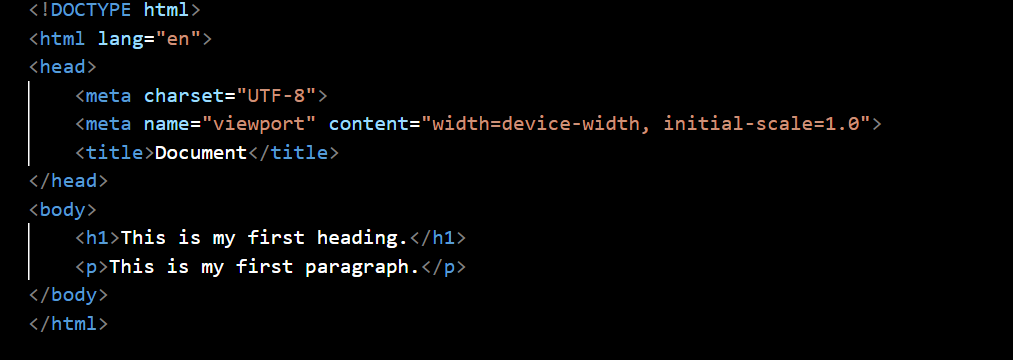 <!DOCTYPE html>
<html lang="en">
<head>
    <meta charset="UTF-8">
    <meta name="viewport" content="width=device-width, initial-scale=1.0">
    <title>Document</title>
</head>
<body>
    <h1>This is my first heading.</h1>
    <p>This is my first paragraph.</p>
</body>
</html>